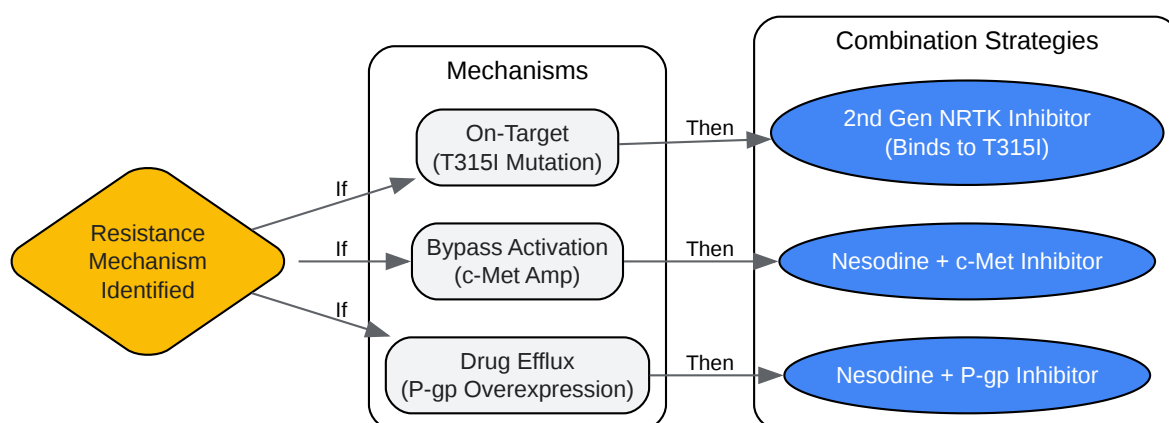 Combination Strategies
Mechanisms
On-Target
(T315I Mutation)
Then
2nd Gen NRTK Inhibitor
(Binds to T315I)
If
Resistance
Mechanism
Identified
If
Bypass Activation
(c-Met Amp)
Then
Nesodine + c-Met Inhibitor
If
Drug Efflux
(P-gp Overexpression)
Then
Nesodine + P-gp Inhibitor